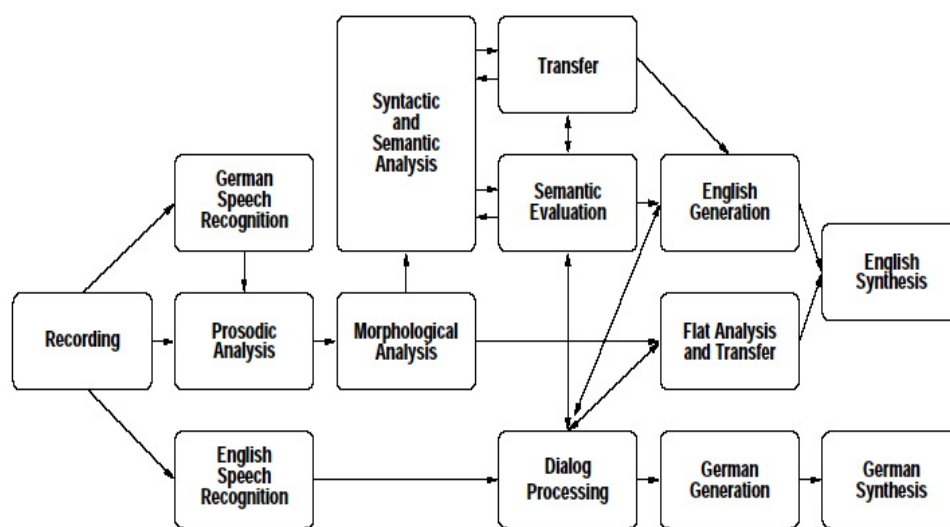 Transfer
Syntactic
and
Semantic
Analysis
German
Speech
Recognition
Semantic
Evaluation
English
Generation
English
Synthesis
Recording
Prosodic
Analysis
Morphological
Analysis
Flat Analysis
and Transfer
English
Speech
Recognition
Dialog
Processing
German
Generation
German
Synthesis